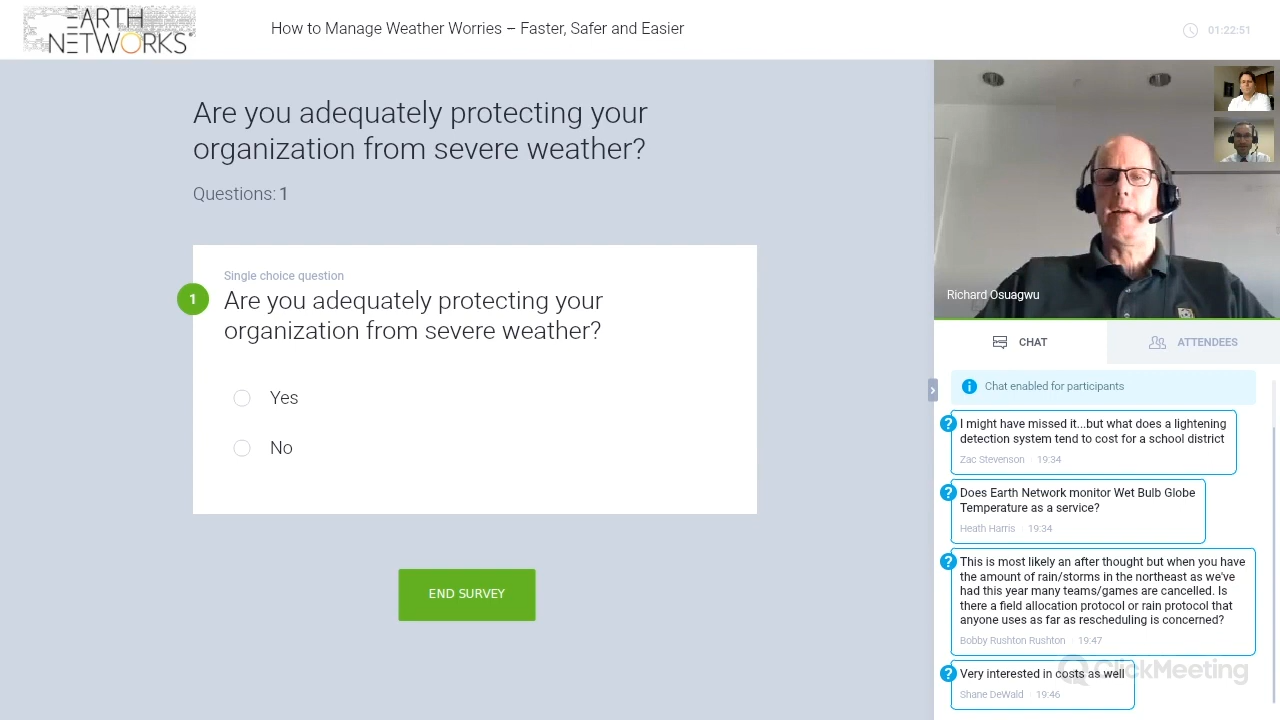 EARTH
NETWORKS
How to Manage Weather Worries – Faster, Safer and Easier
01:22:51
Are you adequately protecting your
organization from severe weather?
Questions: 1
Single choice question
1
Are you adequately protecting your
organization from severe weather?
Yes
No
END SURVEY
Richard Osuagwu
CHAT
ATTENDEES
Chat enabled for participants
I might have missed it...but what does a lightening
detection system tend to cost for a school district
Zac Stevenson · 19:34
Does Earth Network monitor Wet Bulb Globe
Temperature as a service?
Heath Harris · 19:34
This is most likely an after thought but when you have
the amount of rain/storms in the northeast as we've
had this year many teams/games are cancelled. Is
there a field allocation protocol or rain protocol that
anyone uses as far as rescheduling is concerned?
Bobby Rushton Rushton · 19:47
Very interested in costs as well
Shane DeWald · 19:46
ClickMeeting